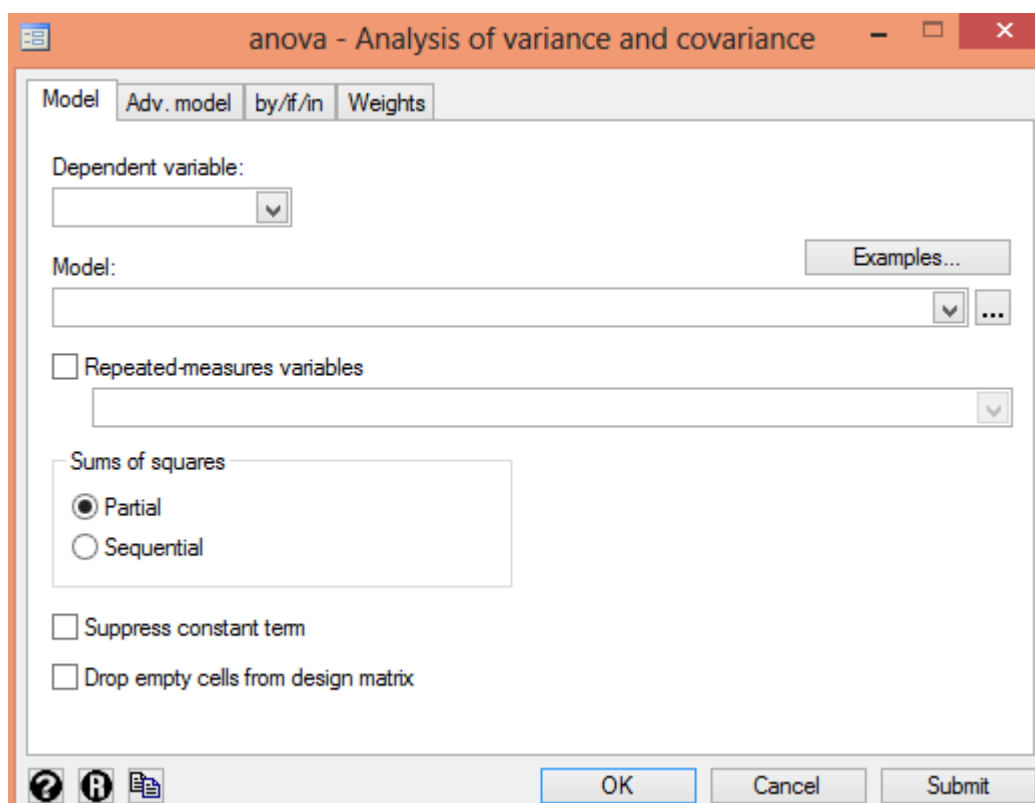 anova - Analysis of variance and covariance
Model Adv. model by/if/in Weights
Dependent variable:
Examples...
Model:
...
Repeated-measures variables
Sums of squares
Partial
Sequential
Suppress constant term
Drop empty cells from design matrix
? R OK Cancel Submit